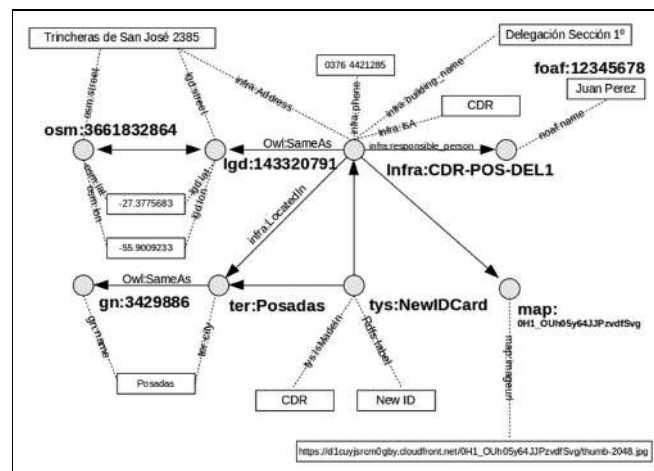 Trincheras de San José 2385
Delegación Sección 1º
0376 4421285
foaf:12345678
Juan Perez
CDR
osm:street
lgd:street
infra:Address
infra:phone
infra:building_name
Infra:ISA
noaf:name
osm:3661832864
Owl:SameAs
infra:responsible_person
lgd:143320791
Infra:CDR-POS-DEL1
osm:lat
osm:lon
lgd:lat
lgd:lon
-27.3775683
-55.9009233
infra:LocatedIn
Owl:SameAs
gn:3429886
ter:Posadas
tys:NewIDCard
map:
0H1_OUh05y64JJPzvdfSvg
gn:name
ter:city
tys:IsMadeIn
Rdfs:label
map:imageurl
Posadas
CDR
New ID
https://d1cuyjsrcm0gby.cloudfront.net/0H1_OUh05y64JJPzvdfSvg/thumb-2048.jpg